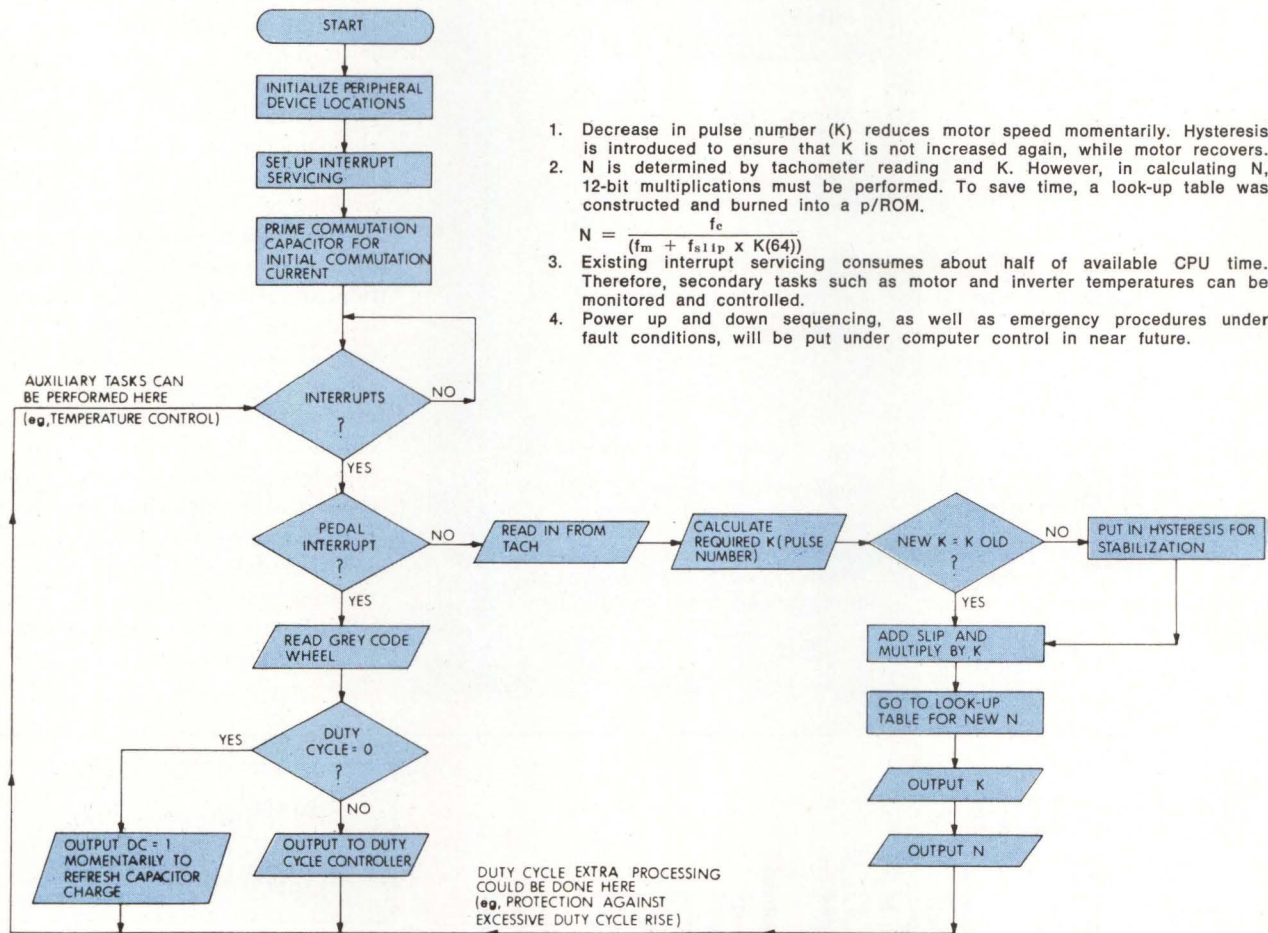 START
INITIALIZE PERIPHERAL
DEVICE LOCATIONS
SET UP INTERRUPT
SERVICING
PRIME COMMUTATION
CAPACITOR FOR
INITIAL COMMUTATION
CURRENT
1. Decrease in pulse number (K) reduces motor speed momentarily. Hysteresis
is introduced to ensure that K is not increased again, while motor recovers.
2. N is determined by tachometer reading and K. However, in calculating N,
12-bit multiplications must be performed. To save time, a look-up table was
constructed and burned into a p/ROM.
N = fc
(fm + fslip x K(64))
3. Existing interrupt servicing consumes about half of available CPU time.
Therefore, secondary tasks such as motor and inverter temperatures can be
monitored and controlled.
4. Power up and down sequencing, as well as emergency procedures under
fault conditions, will be put under computer control in near future.
AUXILIARY TASKS CAN
BE PERFORMED HERE
(eg,TEMPERATURE CONTROL)
INTERRUPTS
?
NO
YES
PEDAL
INTERRUPT
?
NO
YES
READ IN FROM
TACH
CALCULATE
REQUIRED K(PULSE
NUMBER)
NEW K = K OLD
?
NO
YES
PUT IN HYSTERESIS FOR
STABILIZATION
READ GREY CODE
WHEEL
ADD SLIP AND
MULTIPLY BY K
GO TO LOOK-UP
TABLE FOR NEW N
DUTY
CYCLE = 0
?
YES
NO
OUTPUT K
OUTPUT N
OUTPUT DC = 1
MOMENTARILY TO
REFRESH CAPACITOR
CHARGE
OUTPUT TO DUTY
CYCLE CONTROLLER
DUTY CYCLE EXTRA PROCESSING
COULD BE DONE HERE
(eg, PROTECTION AGAINST
EXCESSIVE DUTY CYCLE RISE)